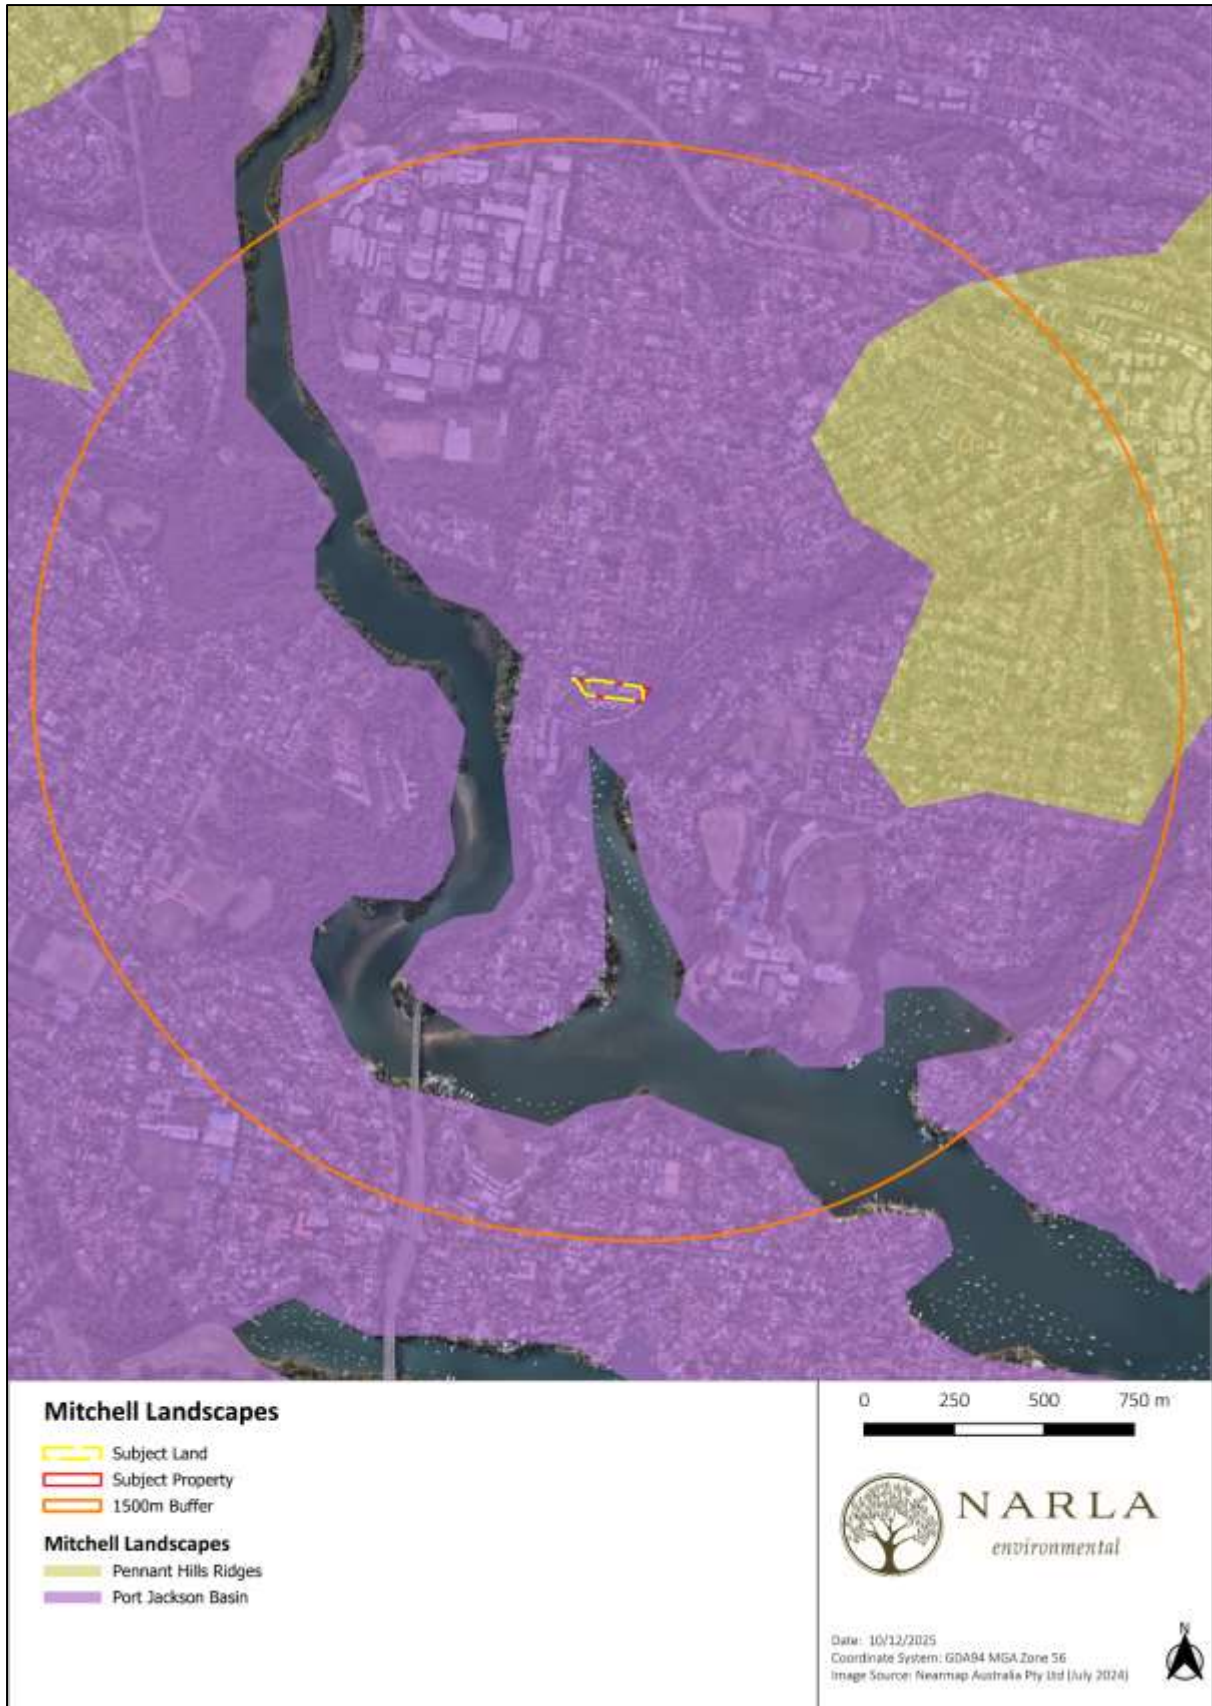 Mitchell Landscapes
Subject Land
Subject Property
1500m Buffer
Mitchell Landscapes
Pennant Hills Ridges
Port Jackson Basin
0 250 500 750 m
NARLA
environmental
Date: 10/12/2025
Coordinate System: GDA94 MGA Zone 56
Image Source: Nearmap Australia Pty Ltd (July 2024)
N